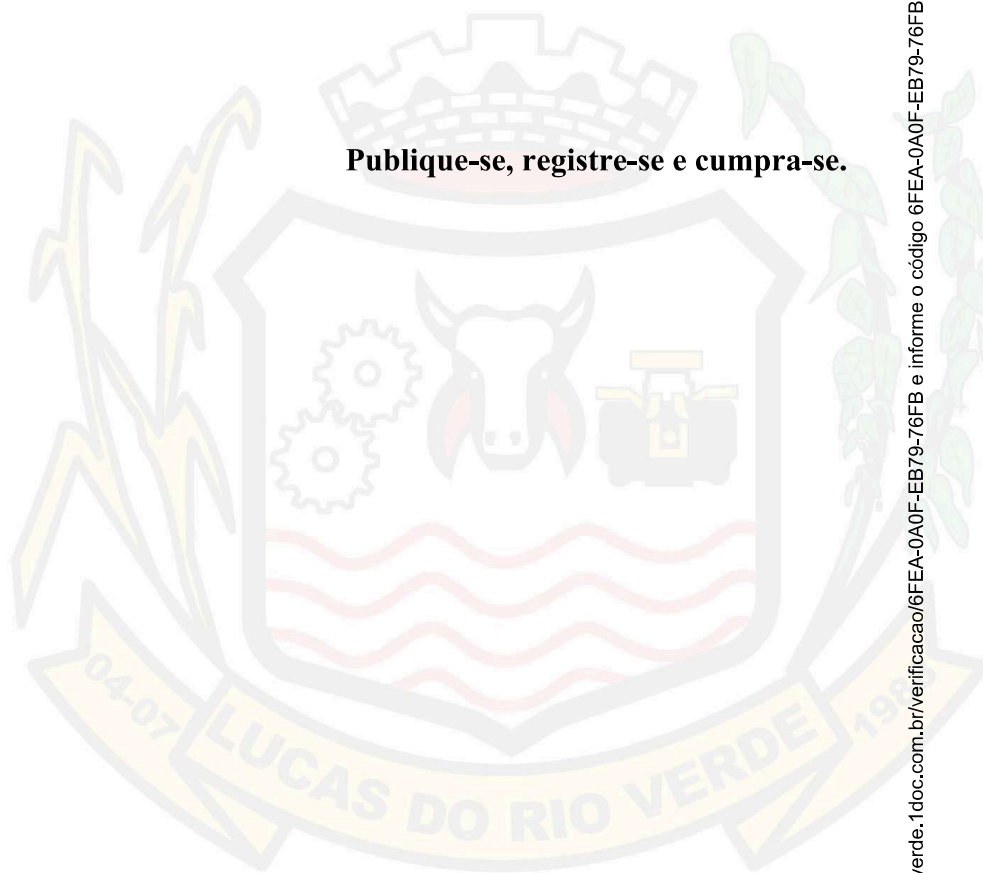 Publique-se, registre-se e cumpra-se.
04-07
LUCAS DO RIO VERDE
1988
verde.1doc.com.br/verificacao/6FEA-0A0F-EB79-76FB e informe o código 6FEA-0A0F-EB79-76FB